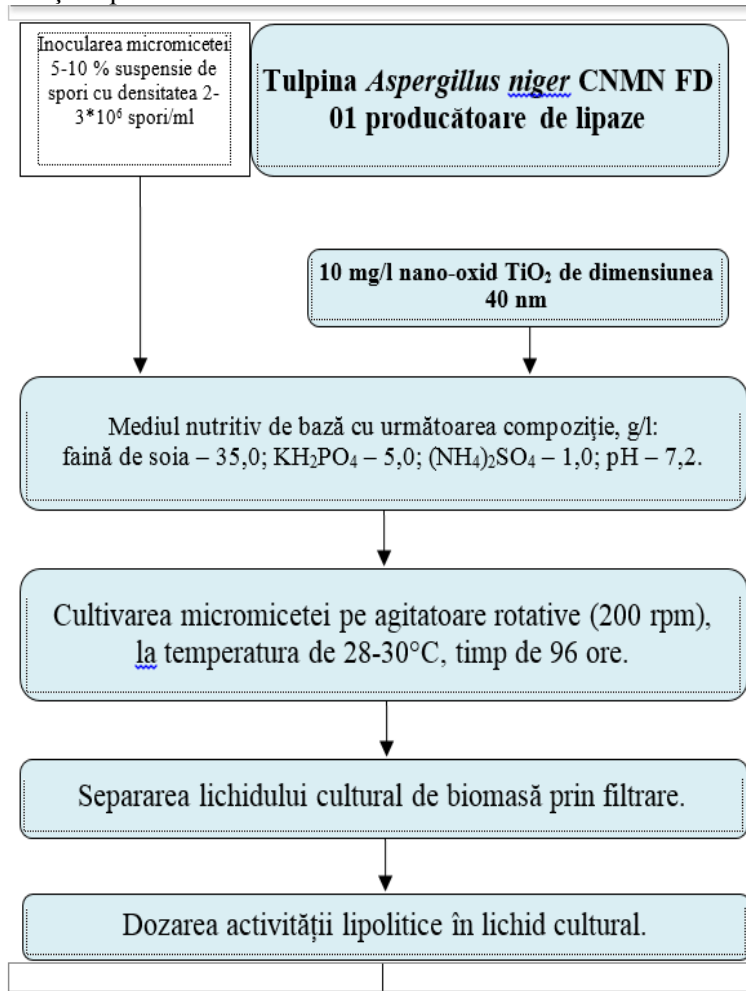 Inocularea micromicetei
5-10 % suspensie de
spori cu densitatea 2-
3*10⁶ spori/ml
Tulpina Aspergillus niger CNMN FD
01 producătoare de lipaze
10 mg/l nano-oxid TiO₂ de dimensiunea
40 nm
Mediul nutritiv de bază cu următoarea compoziție, g/l:
faină de soia – 35,0; KH₂PO₄ – 5,0; (NH₄)₂SO₄ – 1,0; pH – 7,2.
Cultivarea micromicetei pe agitatoare rotative (200 rpm),
la temperatura de 28-30°C, timp de 96 ore.
Separarea lichidului cultural de biomasă prin filtrare.
Dozarea activității lipolitice în lichid cultural.